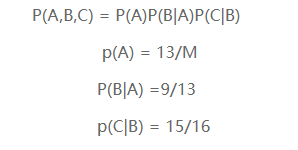 P(A,B,C) = P(A)P(B|A)P(C|B)
p(A) = 13/M
P(B|A) =9/13
p(C|B) = 15/16